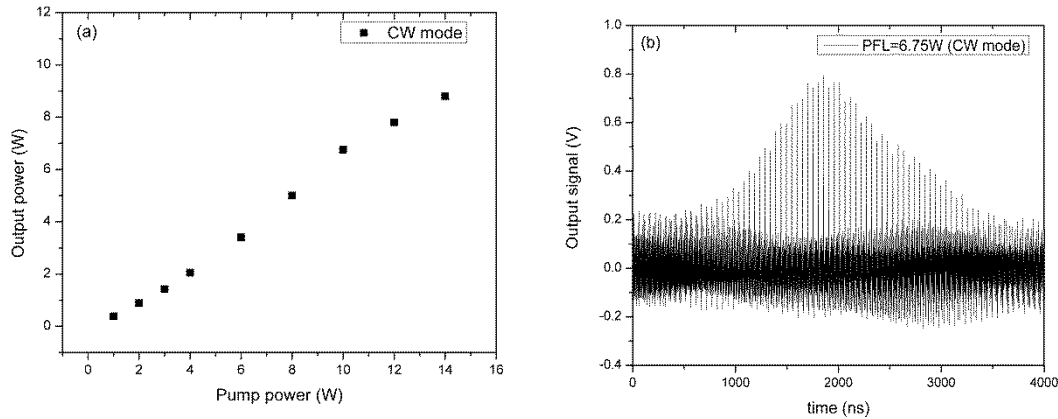 (a)
CW mode
12
10
8
6
4
2
0
Output power (W)
0 2 4 6 8 10 12 14 16
Pump power (W)
(b)
PFL=6.75W (CW mode)
1.0
0.8
0.6
0.4
0.2
0.0
-0.2
-0.4
Output signal (V)
0 1000 2000 3000 4000
time (ns)